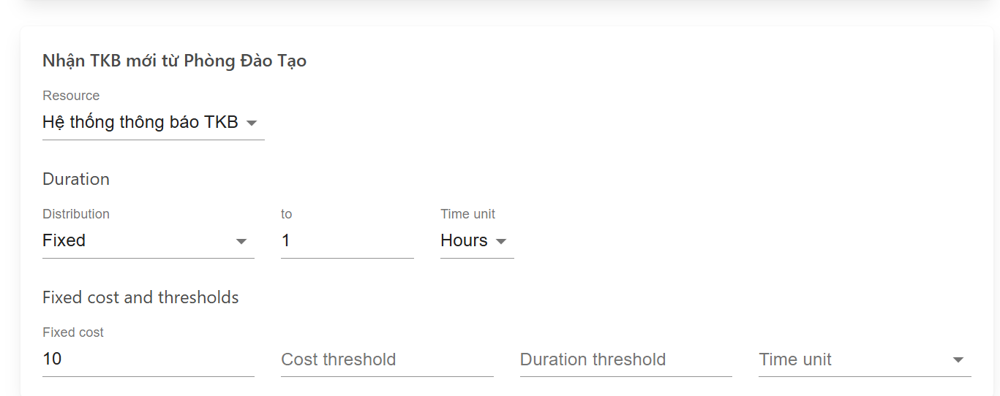 Nhận TKB mới từ Phòng Đào Tạo
Resource
Hệ thống thông báo TKB
Duration
Distribution to Time unit
Fixed 1 Hours
Fixed cost and thresholds
Fixed cost
10 Cost threshold Duration threshold Time unit